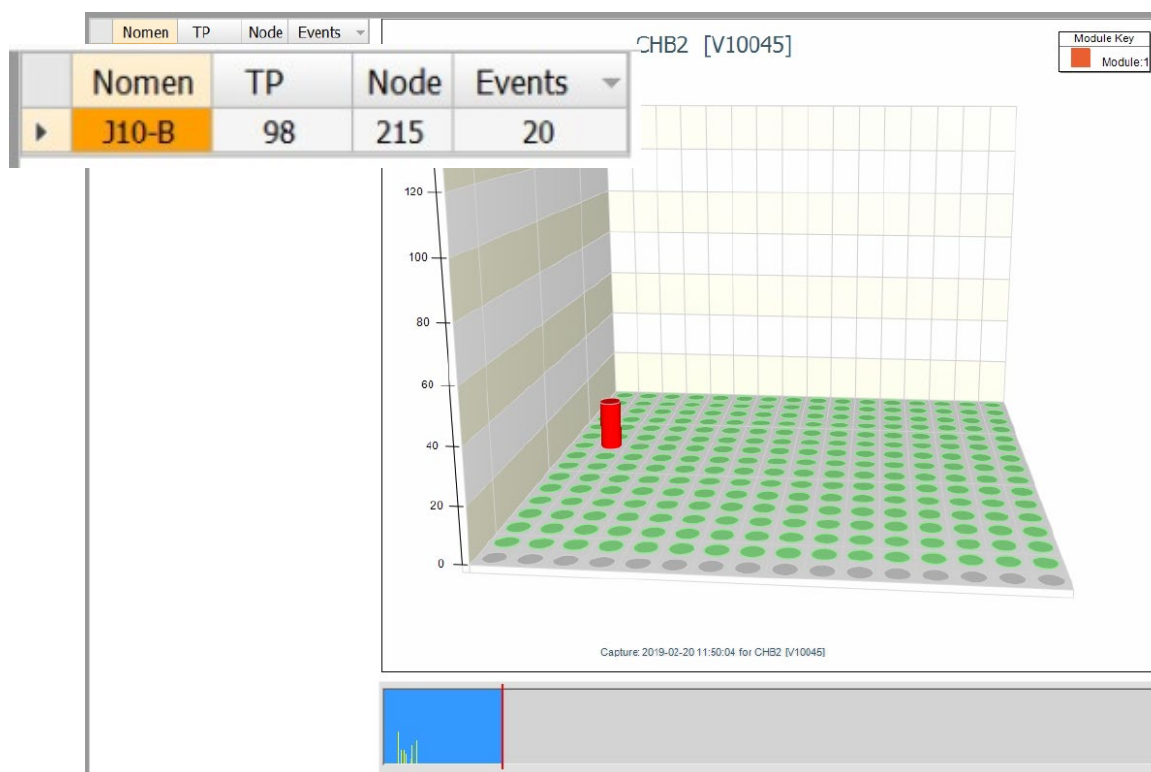 Nomen TP Node Events
Nomen TP Node Events
J10-B 98 215 20
CHB2 [V10045]
Module Key
Module:1
120
100
80
60
40
20
0
Capture: 2019-02-20 11:50:04 for CHB2 [V10045]